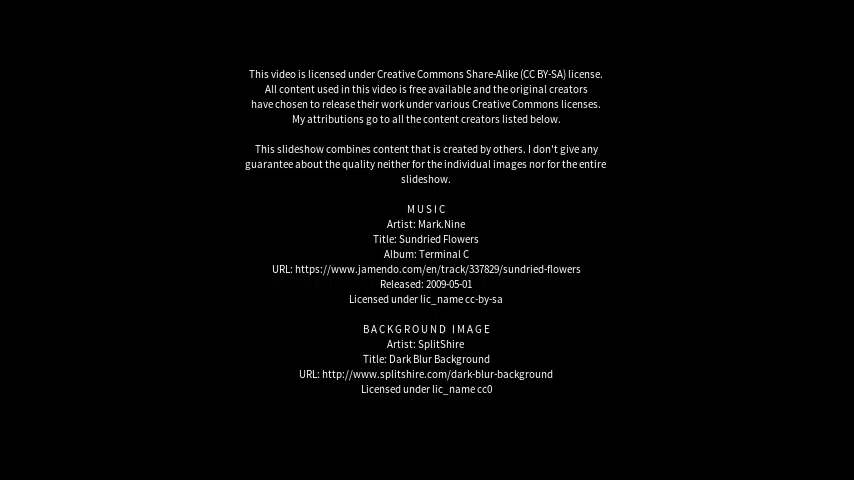 This video is licensed under Creative Commons Share-Alike (CC BY-SA) license.
All content used in this video is free available and the original creators
have chosen to release their work under various Creative Commons licenses.
My attributions go to all the content creators listed below.
This slideshow combines content that is created by others. I don't give any
guarantee about the quality neither for the individual images nor for the entire
slideshow.
MUSIC
Artist: Mark.Nine
Title: Sundried Flowers
Album: Terminal C
URL: https://www.jamendo.com/en/track/337829/sundried-flowers
Released: 2009-05-01
Licensed under lic_name cc-by-sa
BACKGROUND IMAGE
Artist: SplitShire
Title: Dark Blur Background
URL: http://www.splitshire.com/dark-blur-background
Licensed under lic_name cc0